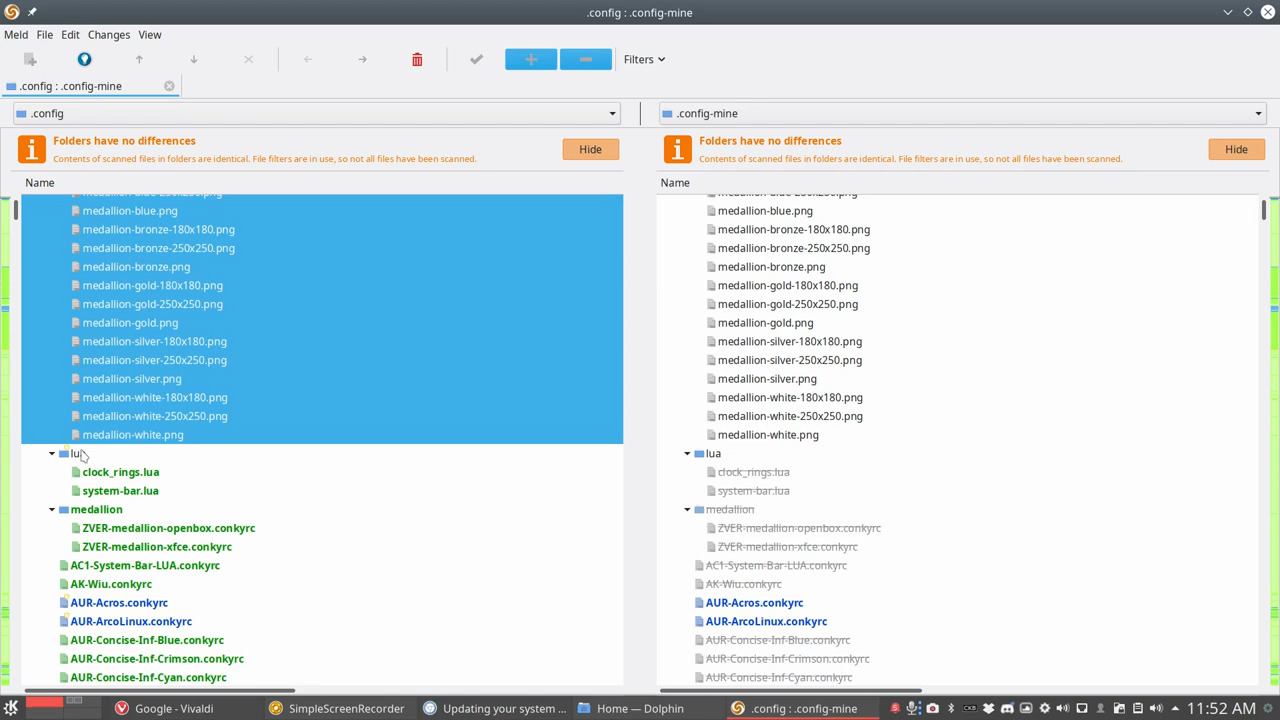 .config : .config-mine
Meld File Edit Changes View
Filters
.config : .config-mine
.config
.config-mine
Folders have no differences
Contents of scanned files in folders are identical. File filters are in use, so not all files have been scanned.
Hide
Folders have no differences
Contents of scanned files in folders are identical. File filters are in use, so not all files have been scanned.
Hide
Name
medallion-blue.png
medallion-bronze-180x180.png
medallion-bronze-250x250.png
medallion-bronze.png
medallion-gold-180x180.png
medallion-gold-250x250.png
medallion-gold.png
medallion-silver-180x180.png
medallion-silver-250x250.png
medallion-silver.png
medallion-white-180x180.png
medallion-white-250x250.png
medallion-white.png
clock_rings.lua
system-bar.lua
medallion
ZVER-medallion-openbox.conkyrc
ZVER-medallion-xfce.conkyrc
AC1-System-Bar-LUA.conkyrc
AK-Wiu.conkyrc
AUR-Acros.conkyrc
AUR-ArcoLinux.conkyrc
AUR-Concise-Inf-Blue.conkyrc
AUR-Concise-Inf-Crimson.conkyrc
AUR-Concise-Inf-Cyan.conkyrc
Name
medallion-blue.png
medallion-bronze-180x180.png
medallion-bronze-250x250.png
medallion-bronze.png
medallion-gold-180x180.png
medallion-gold-250x250.png
medallion-gold.png
medallion-silver-180x180.png
medallion-silver-250x250.png
medallion-silver.png
medallion-white-180x180.png
medallion-white-250x250.png
medallion-white.png
lua
clock_rings.lua
system-bar.lua
medallion
ZVER-medallion-openbox.conkyrc
ZVER-medallion-xfce.conkyrc
AC1-System-Bar-LUA.conkyrc
AK-Wiu.conkyrc
AUR-Acros.conkyrc
AUR-ArcoLinux.conkyrc
AUR-Concise-Inf-Blue.conkyrc
AUR-Concise-Inf-Crimson.conkyrc
AUR-Concise-Inf-Cyan.conkyrc
Google - Vivaldi
SimpleScreenRecorder
Updating your system ...
Home — Dolphin
.config : .config-mine
11:52 AM